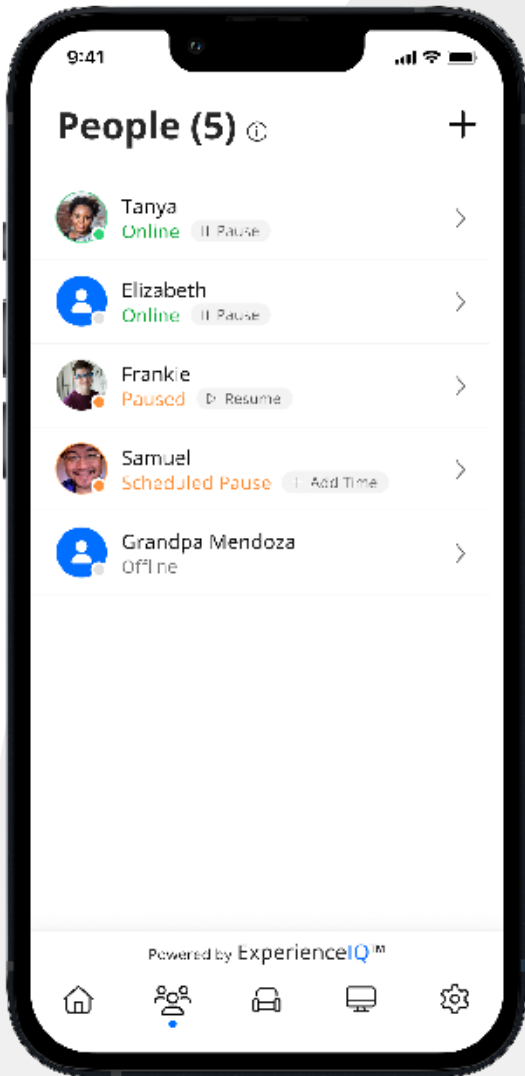 9:41
People (5)
Tanya
Online Pause
Elizabeth
Online Pause
Frankie
Paused Resume
Samuel
Scheduled Pause Add Time
Grandpa Mendoza
Offline
Powered by ExperienceIQ™